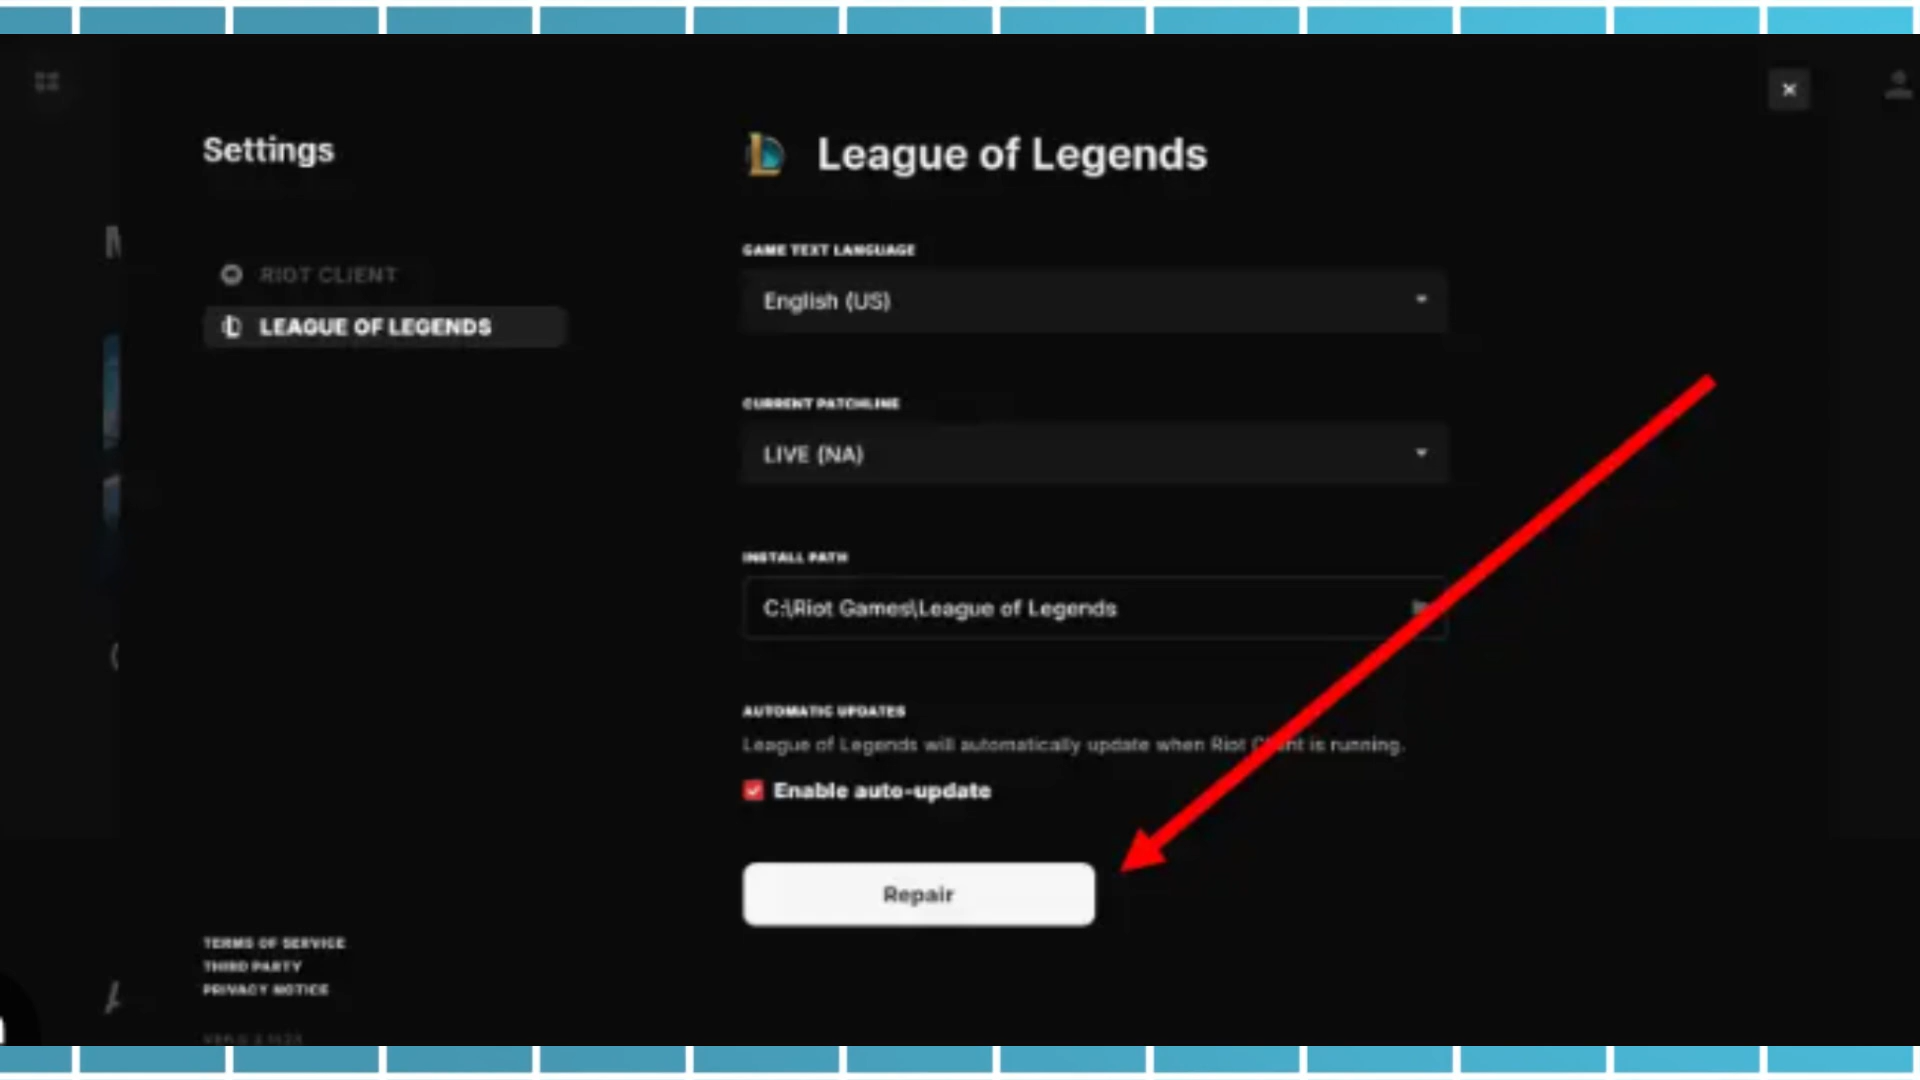 Settings
RIOT CLIENT
LEAGUE OF LEGENDS
League of Legends
GAME TEXT LANGUAGE
English (US)
CURRENT PATCHLINE
LIVE (NA)
INSTALL PATH
C:\Riot Games\League of Legends
AUTOMATIC UPDATES
League of Legends will automatically update when Riot is running.
Enable auto-update
Repair
TERMS OF SERVICE
THIRD PARTY
PRIVACY NOTICE